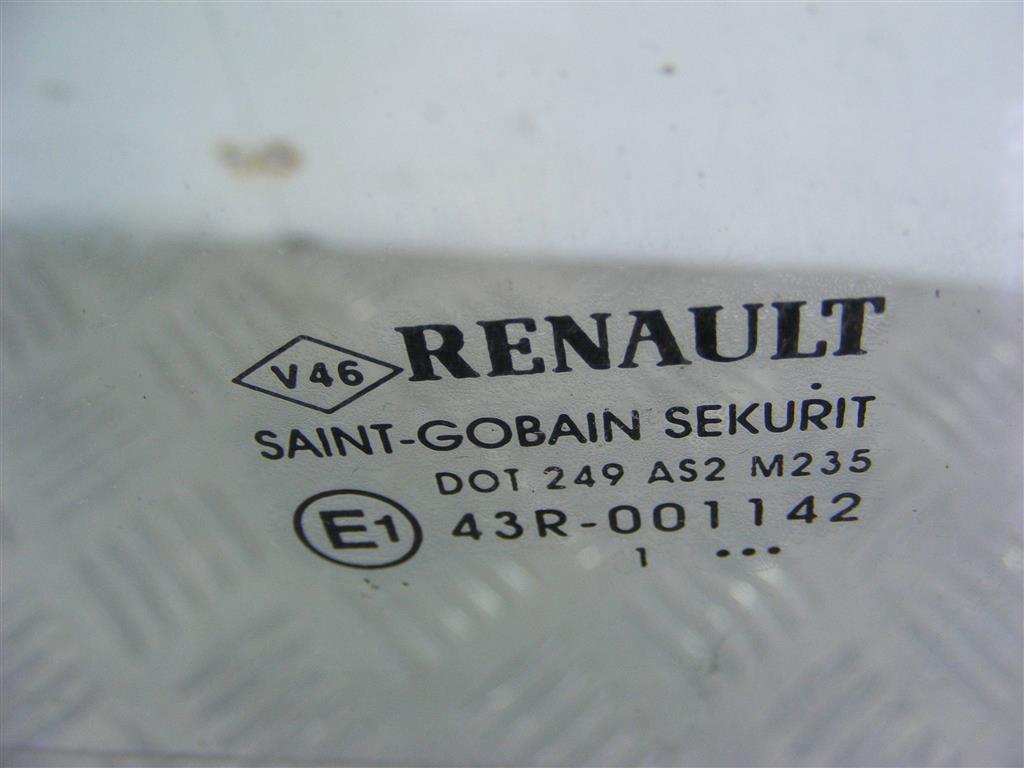 V46 RENAULT
SAINT-GOBAIN SEKURIT
DOT 249 AS2 M235
E1 43R-001142
1 •••